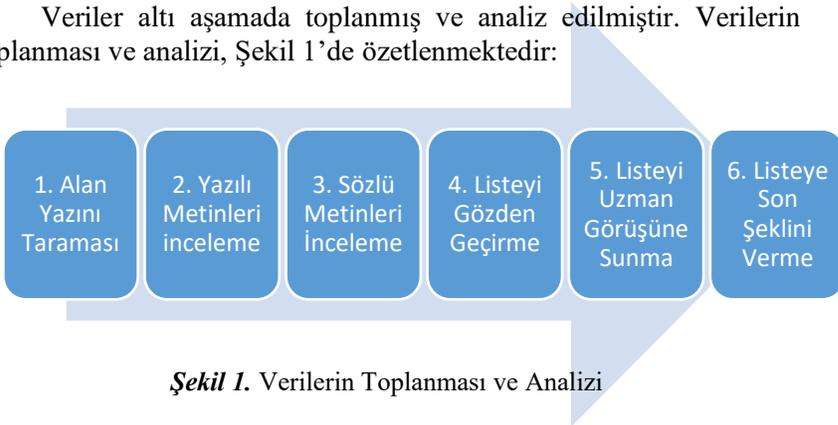 Veriler altı aşamada toplanmış ve analiz edilmiştir. Verilerin
planması ve analizi, Şekil 1’de özetlenmektedir:
1. Alan
Yazını
Taraması
2. Yazılı
Metinleri
inceleme
3. Sözlü
Metinleri
İnceleme
4. Listeyi
Gözden
Geçirme
5. Listeyi
Uzman
Görüşüne
Sunma
6. Listeye
Son
Şeklini
Verme
Şekil 1. Verilerin Toplanması ve Analizi